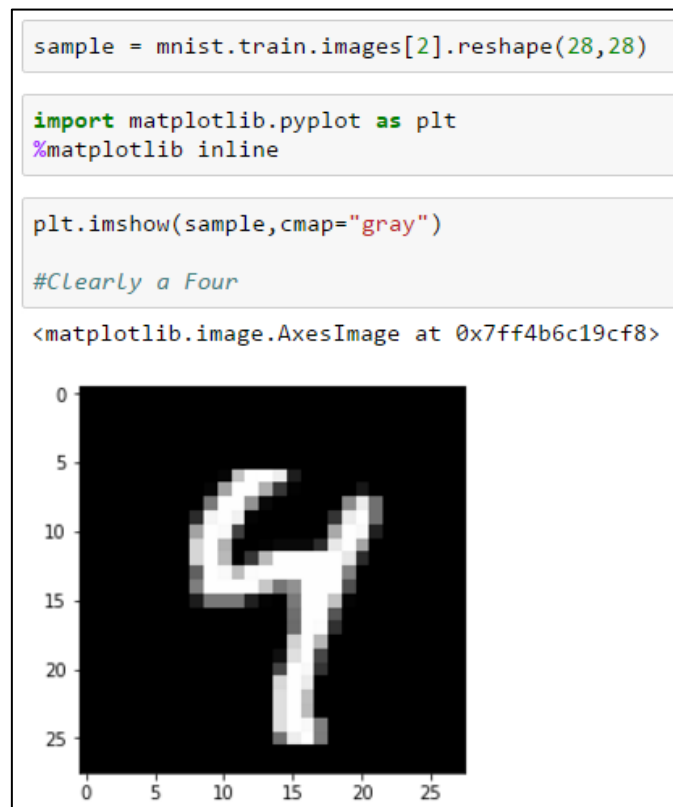 sample = mnist.train.images[2].reshape(28,28)
import matplotlib.pyplot as plt
%matplotlib inline
plt.imshow(sample,cmap="gray")
#Clearly a Four
<matplotlib.image.AxesImage at 0x7ff4b6c19cf8>
0
5
10
15
20
25
0 5 10 15 20 25